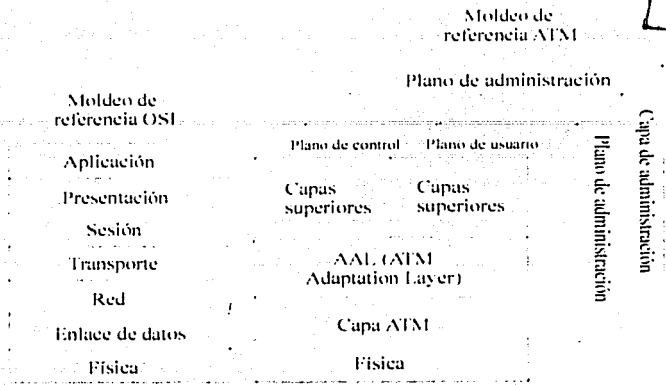 Moldeo de
referencia ATM
Plano de administración
Moldeo de
referencia OSI
Aplicación
Presentación
Sesión
Transporte
Red
Enlace de datos
Física
Plano de control
Plano de usuario
Capas
superiores
Capas
superiores
AAL (ATM
Adaptation Layer)
Capa ATM
Física
Plano de administración
Capa de administración